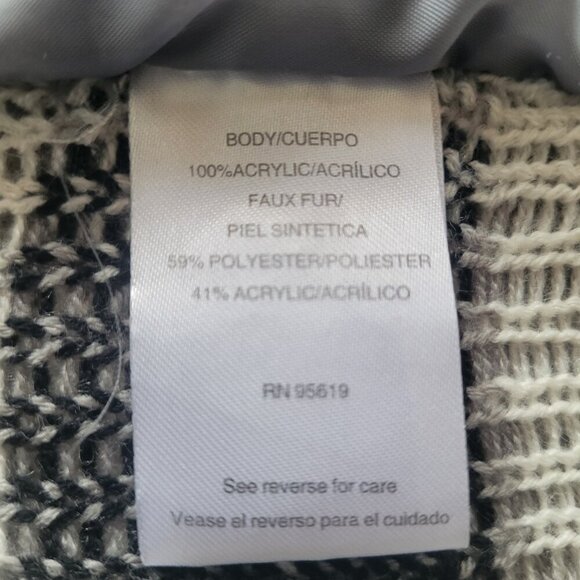 BODY/CUERPO
100%ACRYLIC/ACRÍLICO
FAUX FUR/
PIEL SINTETICA
59% POLYESTER/POLIESTER
41% ACRYLIC/ACRÍLICO
RN 95619
See reverse for care
Vease el reverso para el cuidado